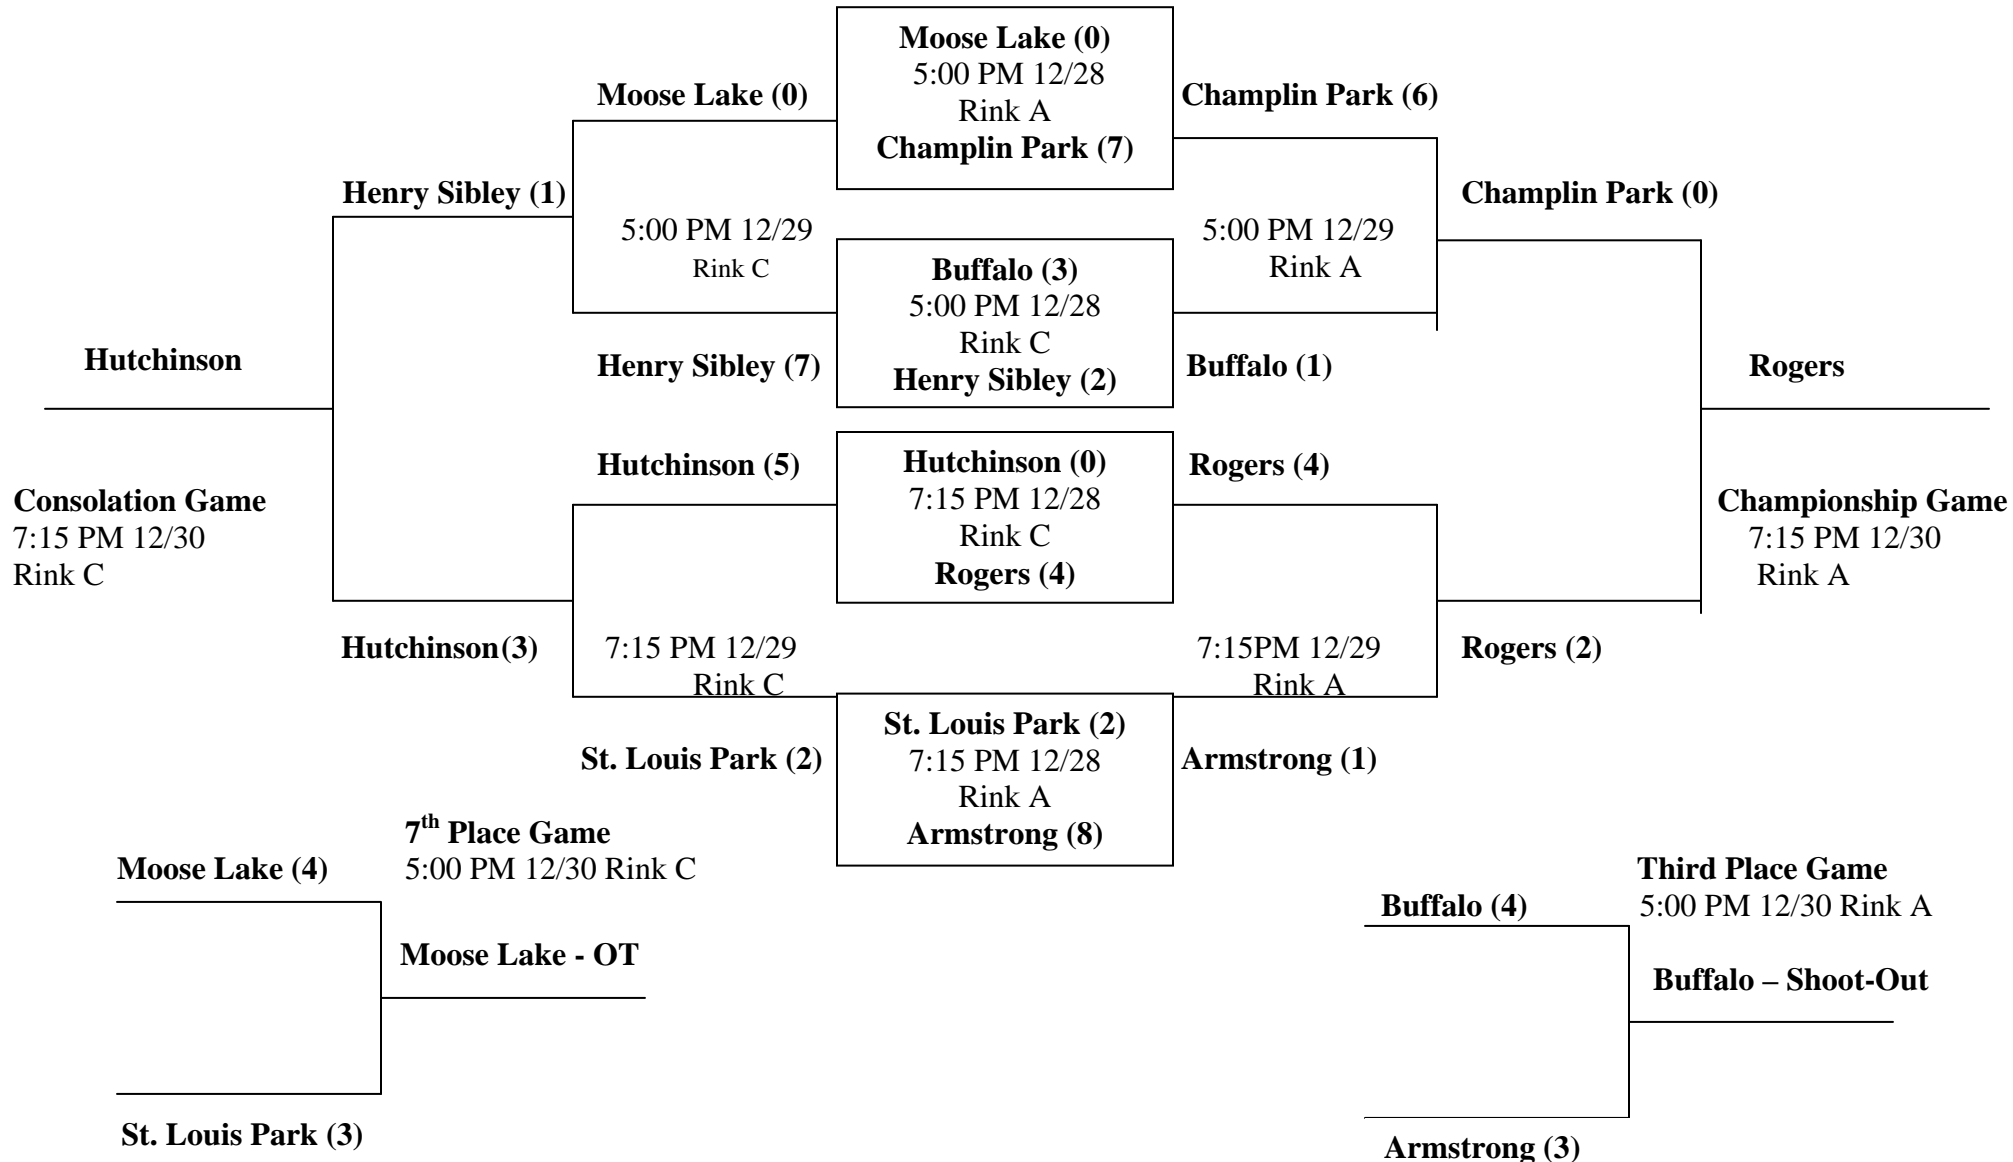 Moose Lake (0)
5:00 PM 12/28
Rink A
Champlin Park (7)
Moose Lake (0)
Champlin Park (6)
Henry Sibley (1)
Champlin Park (0)
5:00 PM 12/29
Rink C
5:00 PM 12/29
Rink A
Buffalo (3)
5:00 PM 12/28
Rink C
Henry Sibley (2)
Hutchinson
Henry Sibley (7)
Buffalo (1)
Rogers
Hutchinson (5)
Hutchinson (0)
7:15 PM 12/28
Rink C
Rogers (4)
Rogers (4)
Consolation Game
7:15 PM 12/30
Rink C
Championship Game
7:15 PM 12/30
Rink A
Hutchinson (3)
7:15 PM 12/29
Rink C
7:15PM 12/29
Rink A
Rogers (2)
St. Louis Park (2)
St. Louis Park (2)
7:15 PM 12/28
Rink A
Armstrong (8)
Armstrong (1)
7th Place Game
5:00 PM 12/30 Rink C
Moose Lake (4)
Moose Lake - OT
St. Louis Park (3)
Third Place Game
5:00 PM 12/30 Rink A
Buffalo (4)
Buffalo – Shoot-Out
Armstrong (3)